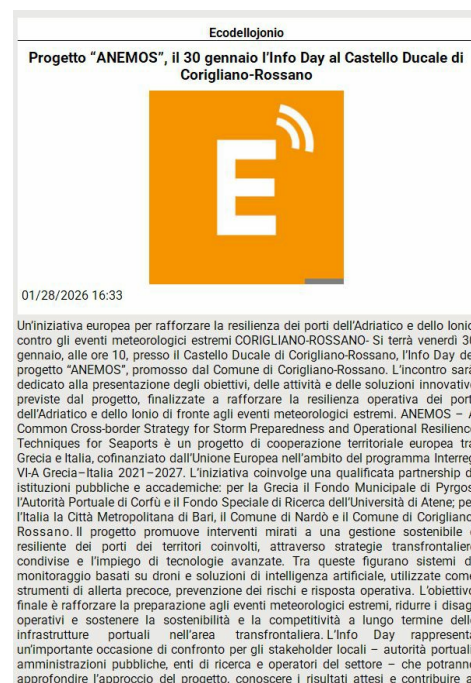 Ecodellojonio
Progetto “ANEMOS”, il 30 gennaio l’Info Day al Castello Ducale di
Corigliano-Rossano
E
01/28/2026 16:33
Un’iniziativa europea per rafforzare la resilienza dei porti dell’Adriatico e dello Ionio
contro gli eventi meteorologici estremi CORIGLIANO-ROSSANO- Si terrà venerdì 30
gennaio, alle ore 10, presso il Castello Ducale di Corigliano-Rossano, l’Info Day del
progetto “ANEMOS”, promosso dal Comune di Corigliano-Rossano. L’incontro sarà
dedicato alla presentazione degli obiettivi, delle attività e delle soluzioni innovative
previste dal progetto, finalizzate a rafforzare la resilienza operativa dei porti
dell’Adriatico e dello Ionio di fronte agli eventi meteorologici estremi. ANEMOS – A
Common Cross-border Strategy for Storm Preparedness and Operational Resilience
Techniques for Seaports è un progetto di cooperazione territoriale europea tra
Grecia e Italia, cofinanziato dall’Unione Europea nell’ambito del programma Interreg
VI-A Grecia–Italia 2021–2027. L’iniziativa coinvolge una qualificata partnership di
istituzioni pubbliche e accademiche: per la Grecia il Fondo Municipale di Pyrgos,
l’Autorità Portuale di Corfù e il Fondo Speciale di Ricerca dell’Università di Atene; per
l’Italia la Città Metropolitana di Bari, il Comune di Nardò e il Comune di Corigliano-
Rossano. Il progetto promuove interventi mirati a una gestione sostenibile e
resiliente dei porti dei territori coinvolti, attraverso strategie transfrontaliere
condivise e l’impiego di tecnologie avanzate. Tra queste figurano sistemi di
monitoraggio basati su droni e soluzioni di intelligenza artificiale, utilizzate come
strumenti di allerta precoce, prevenzione dei rischi e risposta operativa. L’obiettivo
finale è rafforzare la preparazione agli eventi meteorologici estremi, ridurre i disagi
operativi e sostenere la sostenibilità e la competitività a lungo termine delle
infrastrutture portuali nell’area transfrontaliera. L’Info Day rappresenta
un’importante occasione di confronto per gli stakeholder locali – autorità portuali,
amministrazioni pubbliche, enti di ricerca e operatori del settore – che potranno
approfondire l’approccio del progetto, conoscere i risultati attesi e contribuire a